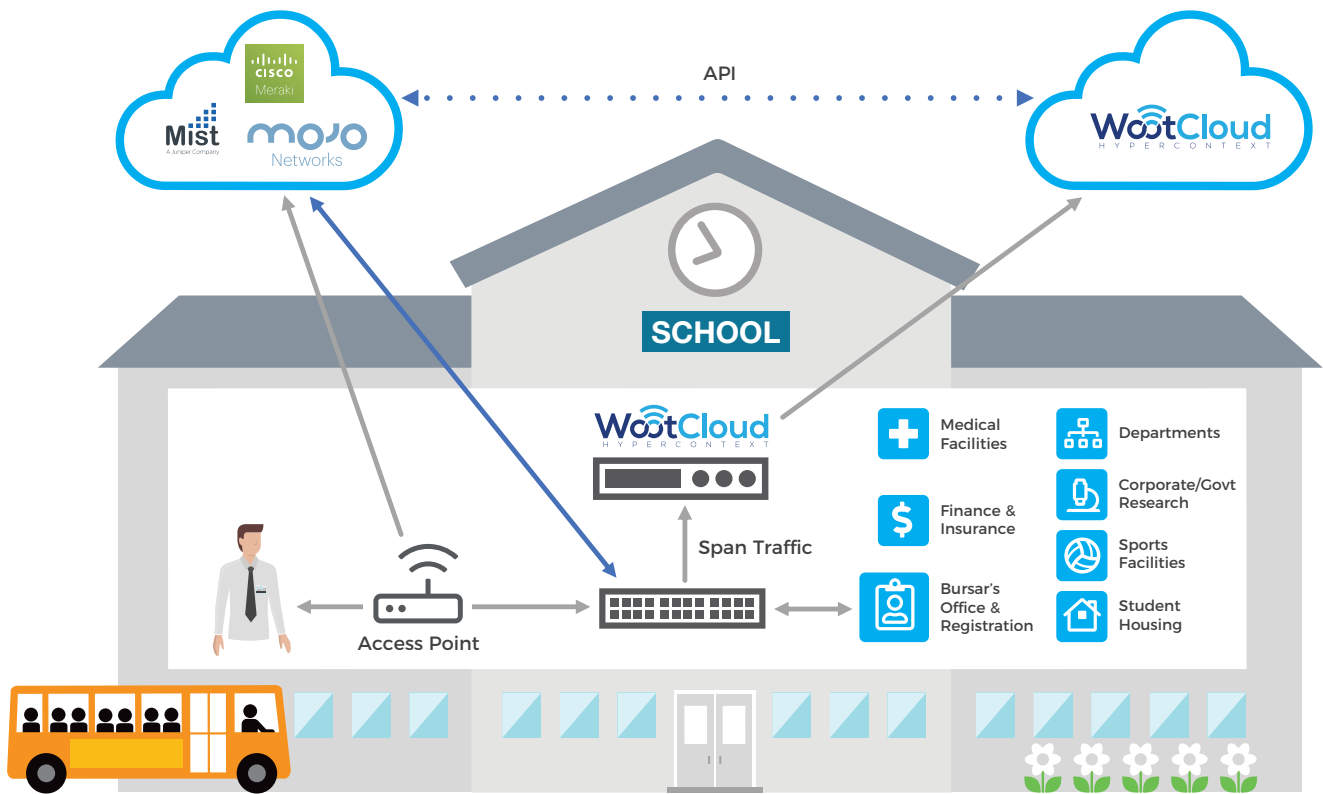 CISCO
Meraki
Mist
A Juniper Company
mojo
Networks
API
WootCloud
HYPERCONTEXT
SCHOOL
WootCloud
HYPERCONTEXT
Span Traffic
Access Point
Medical
Facilities
Finance &
Insurance
Bursar's
Office &
Registration
Departments
Corporate/Govt
Research
Sports
Facilities
Student
Housing